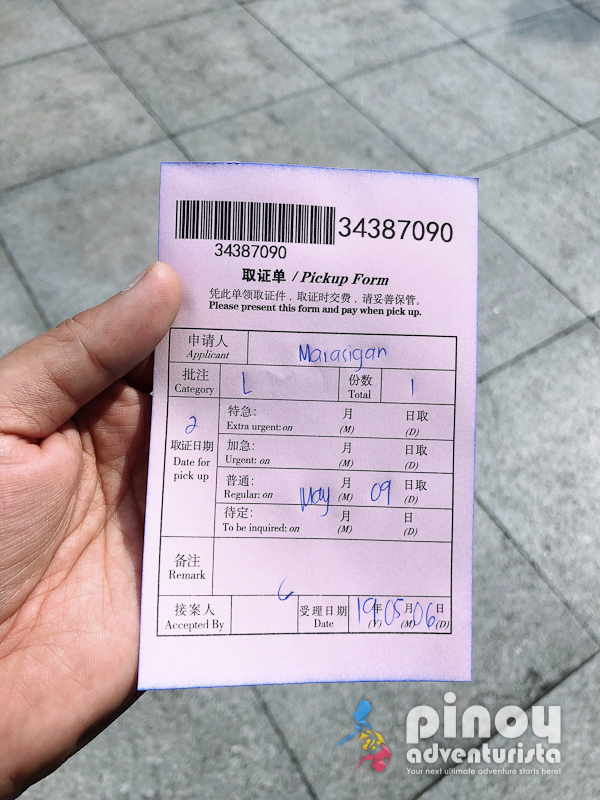 34387090
34387090
取证单 / Pickup Form
凭此单领取证件，取证时交费，请妥善保管。
Please present this form and pay when pick up.
申请人 Marasigan
Applicant
批注 L 份数 1
Category Total
2
取证日期
Date for
pick up
特急: 月 日取
Extra urgent: on (M) (D)
加急: 月 日取
Urgent: on (M) (D)
普通: 月 日取
Regular: on May (M) 09 (D)
待定: 月 日
To be inquired: on (M) (D)
备注
Remark
接案人 受理日期 19年05月06日
Accepted By Date (Y) (M) (D)
pinoy
adventurista
Your next ultimate adventure starts here!